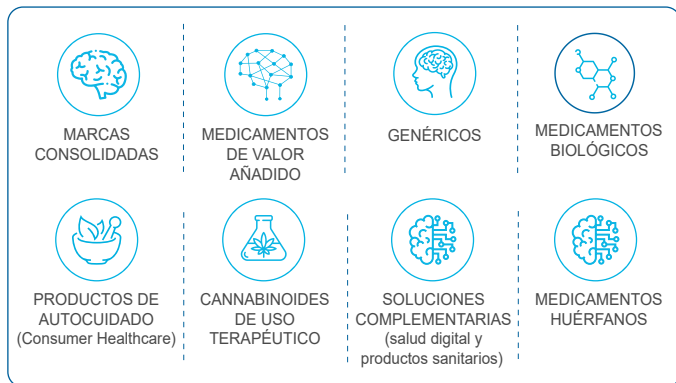 MARCAS
CONSOLIDADAS
MEDICAMENTOS
DE VALOR
AÑADIDO
GENÉRICOS
MEDICAMENTOS
BIOLÓGICOS
PRODUCTOS DE
AUTOCUIDADO
(Consumer Healthcare)
CANNABINOIDES
DE USO
TERAPÉUTICO
SOLUCIONES
COMPLEMENTARIAS
(salud digital y
productos sanitarios)
MEDICAMENTOS
HUÉRFANOS